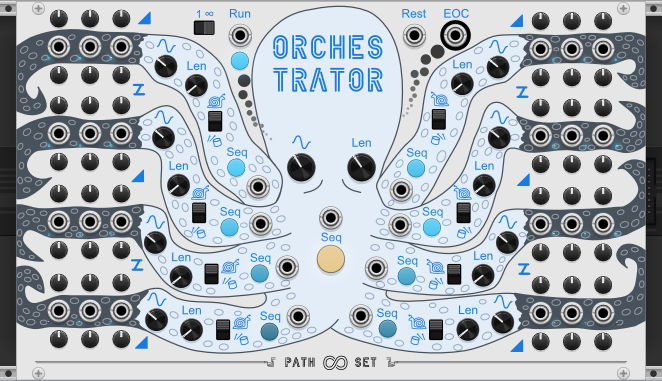 1 ∞ Run
Rest EOC
ORCHES
TRATOR
Len
Len
Len
Seq
Seq
Len
Len
Seq
Seq
Seq
Seq
Seq
Len
Len
Seq
Len
Seq
Seq
Len
PATH SET